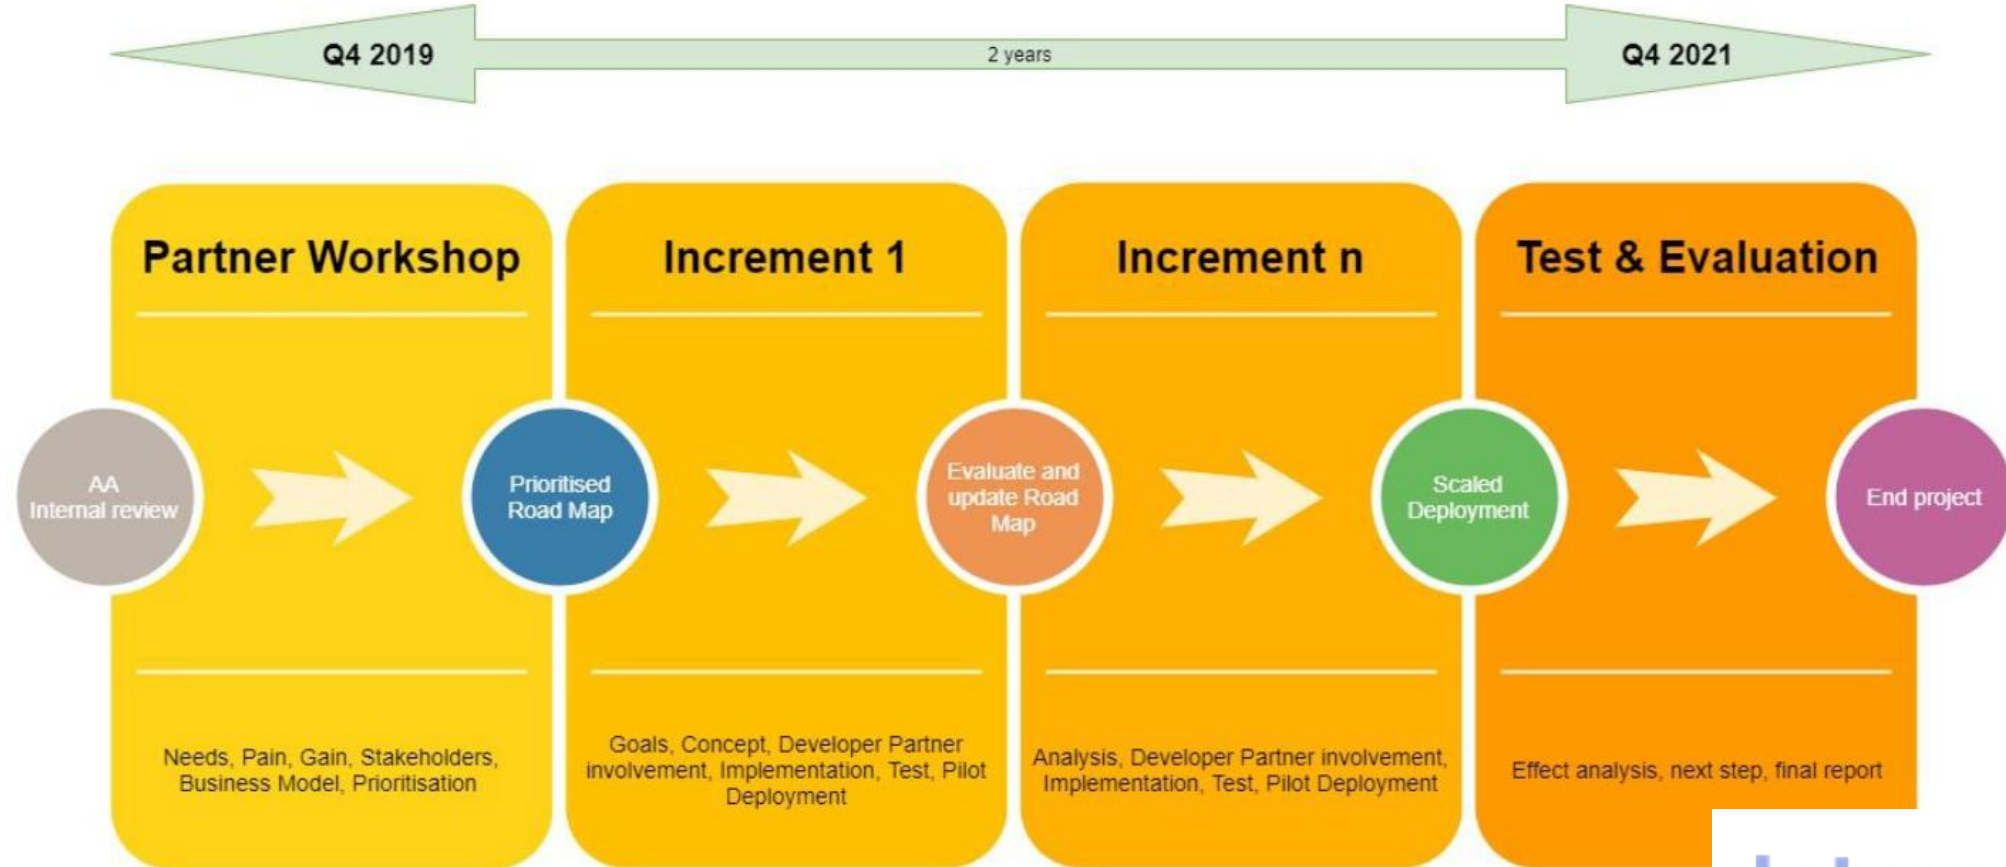 Q4 2019
2 years
Q4 2021
Partner Workshop
Increment 1
Increment n
Test & Evaluation
AA
Internal review
Prioritised
Road Map
Evaluate and
update Road
Map
Scaled
Deployment
End project
Needs, Pain, Gain, Stakeholders,
Business Model, Prioritisation
Goals, Concept, Developer Partner
involvement, Implementation, Test, Pilot
Deployment
Analysis, Developer Partner involvement,
Implementation, Test, Pilot Deployment
Effect analysis, next step, final report